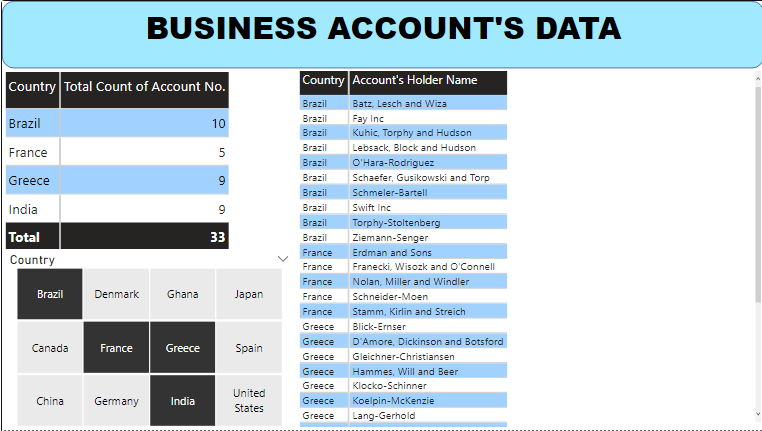 BUSINESS ACCOUNT'S DATA
Country Total Count of Account No.
Brazil 10
France 5
Greece 9
India 9
Total 33
Country
Brazil Denmark Ghana Japan
Canada France Greece Spain
China Germany India United States
Country Account's Holder Name
Brazil Batz, Lesch and Wiza
Brazil Fay Inc
Brazil Kuhic, Torphy and Hudson
Brazil Lebsack, Block and Hudson
Brazil O'Hara-Rodriguez
Brazil Schaefer, Gusikowski and Torp
Brazil Schmeler-Bartell
Brazil Swift Inc
Brazil Torphy-Stoltenberg
Brazil Ziemann-Senger
France Erdman and Sons
France Franecki, Wisozk and O'Connell
France Nolan, Miller and Windler
France Schneider-Moen
France Stamm, Kirlin and Streich
Greece Blick-Ernser
Greece D'Amore, Dickinson and Botsford
Greece Gleichner-Christiansen
Greece Hammes, Will and Beer
Greece Klocko-Schinner
Greece Koelpin-McKenzie
Greece Lang-Gerhold